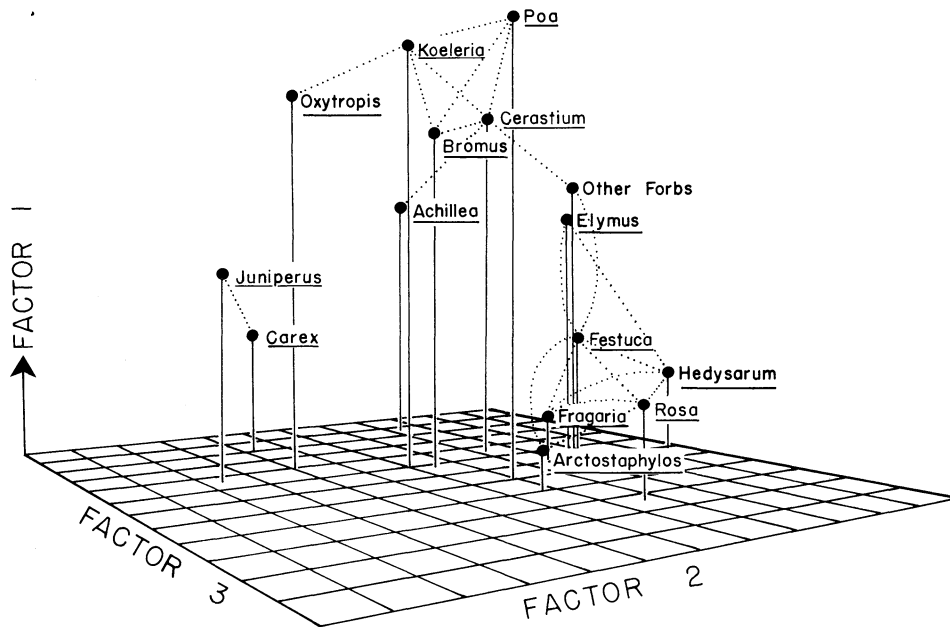 Poa
Koeleria
Oxytropis
Cerastium
Bromus
Other Forbs
Achillea
Elymus
Juniperus
Carex
Festuca
Hedysarum
Rosa
Fragaria
Arctostaphylos
FACTOR 1
FACTOR 3
FACTOR 2